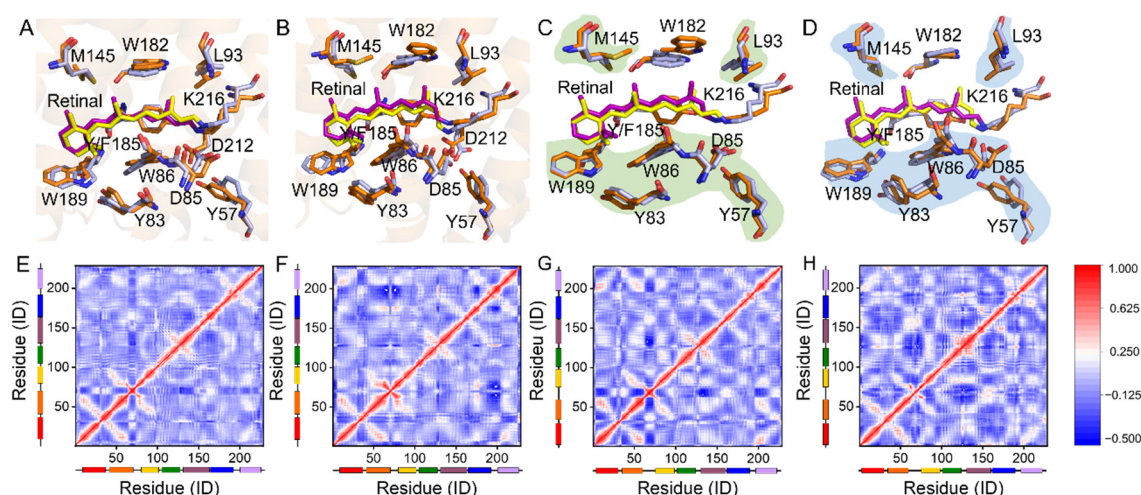 A
M145
W182
L93
Retinal
K216
Y/F185
D212
W86
W189
D85
Y83
Y57
B
M145
W182
L93
Retinal
K216
Y/F185
D212
W86
W189
D85
Y83
Y57
C
M145
W182
L93
Retinal
K216
Y/F185
D85
W86
W189
Y83
Y57
D
M145
W182
L93
Retinal
K216
Y/F185
D85
W86
W189
Y83
Y57
E
Residue (ID)
200
150
100
50
50 100 150 200
Residue (ID)
F
Residue (ID)
200
150
100
50
50 100 150 200
Residue (ID)
G
Resideu (ID)
200
150
100
50
50 100 150 200
Residue (ID)
H
Residue (ID)
200
150
100
50
50 100 150 200
Residue (ID)
1.000
0.625
0.250
-0.125
-0.500